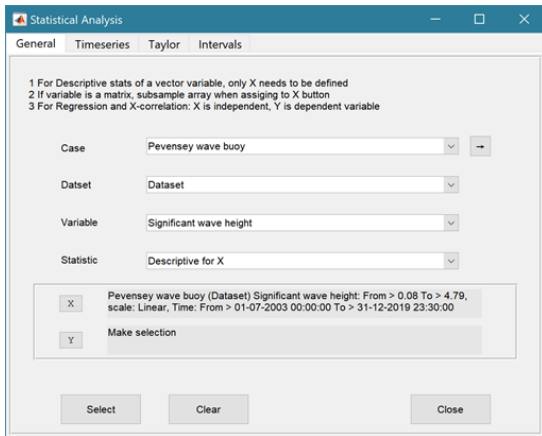 Statistical Analysis
General Timeseries Taylor Intervals
1 For Descriptive stats of a vector variable, only X needs to be defined
2 If variable is a matrix, subsample array when assiging to X button
3 For Regression and X-correlation: X is independent, Y is dependent variable
Case Pevensey wave buoy →
Datset Dataset
Variable Significant wave height
Statistic Descriptive for X
X Pevensey wave buoy (Dataset) Significant wave height: From > 0.08 To > 4.79,
scale: Linear, Time: From > 01-07-2003 00:00:00 To > 31-12-2019 23:30:00
Y Make selection
Select Clear Close